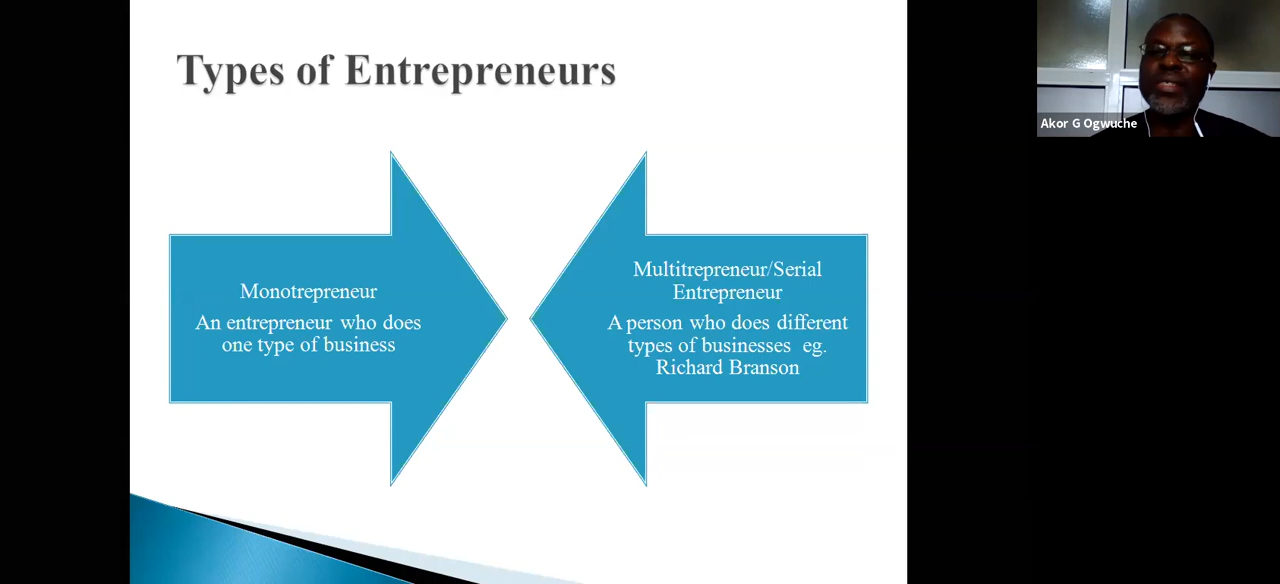 Types of Entrepreneurs
Akor G Ogwuche
Monotrepreneur
An entrepreneur who does
one type of business
Multitrepreneur/Serial
Entrepreneur
A person who does different
types of businesses eg.
Richard Branson